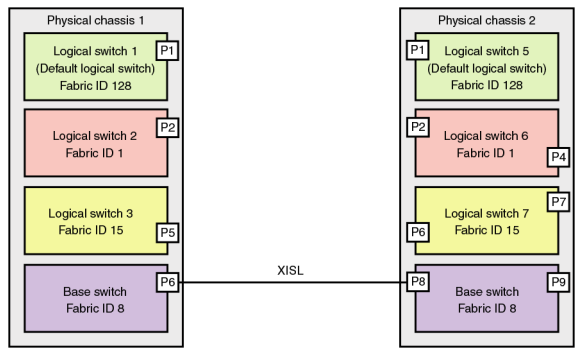 Physical chassis 1
Logical switch 1
(Default logical switch)
Fabric ID 128
P1
Logical switch 2
Fabric ID 1
P2
Logical switch 3
Fabric ID 15
P5
Base switch
Fabric ID 8
P6
XISL
Physical chassis 2
P1
Logical switch 5
(Default logical switch)
Fabric ID 128
P2
Logical switch 6
Fabric ID 1
P4
P7
Logical switch 7
Fabric ID 15
P6
P8
Base switch
Fabric ID 8
P9